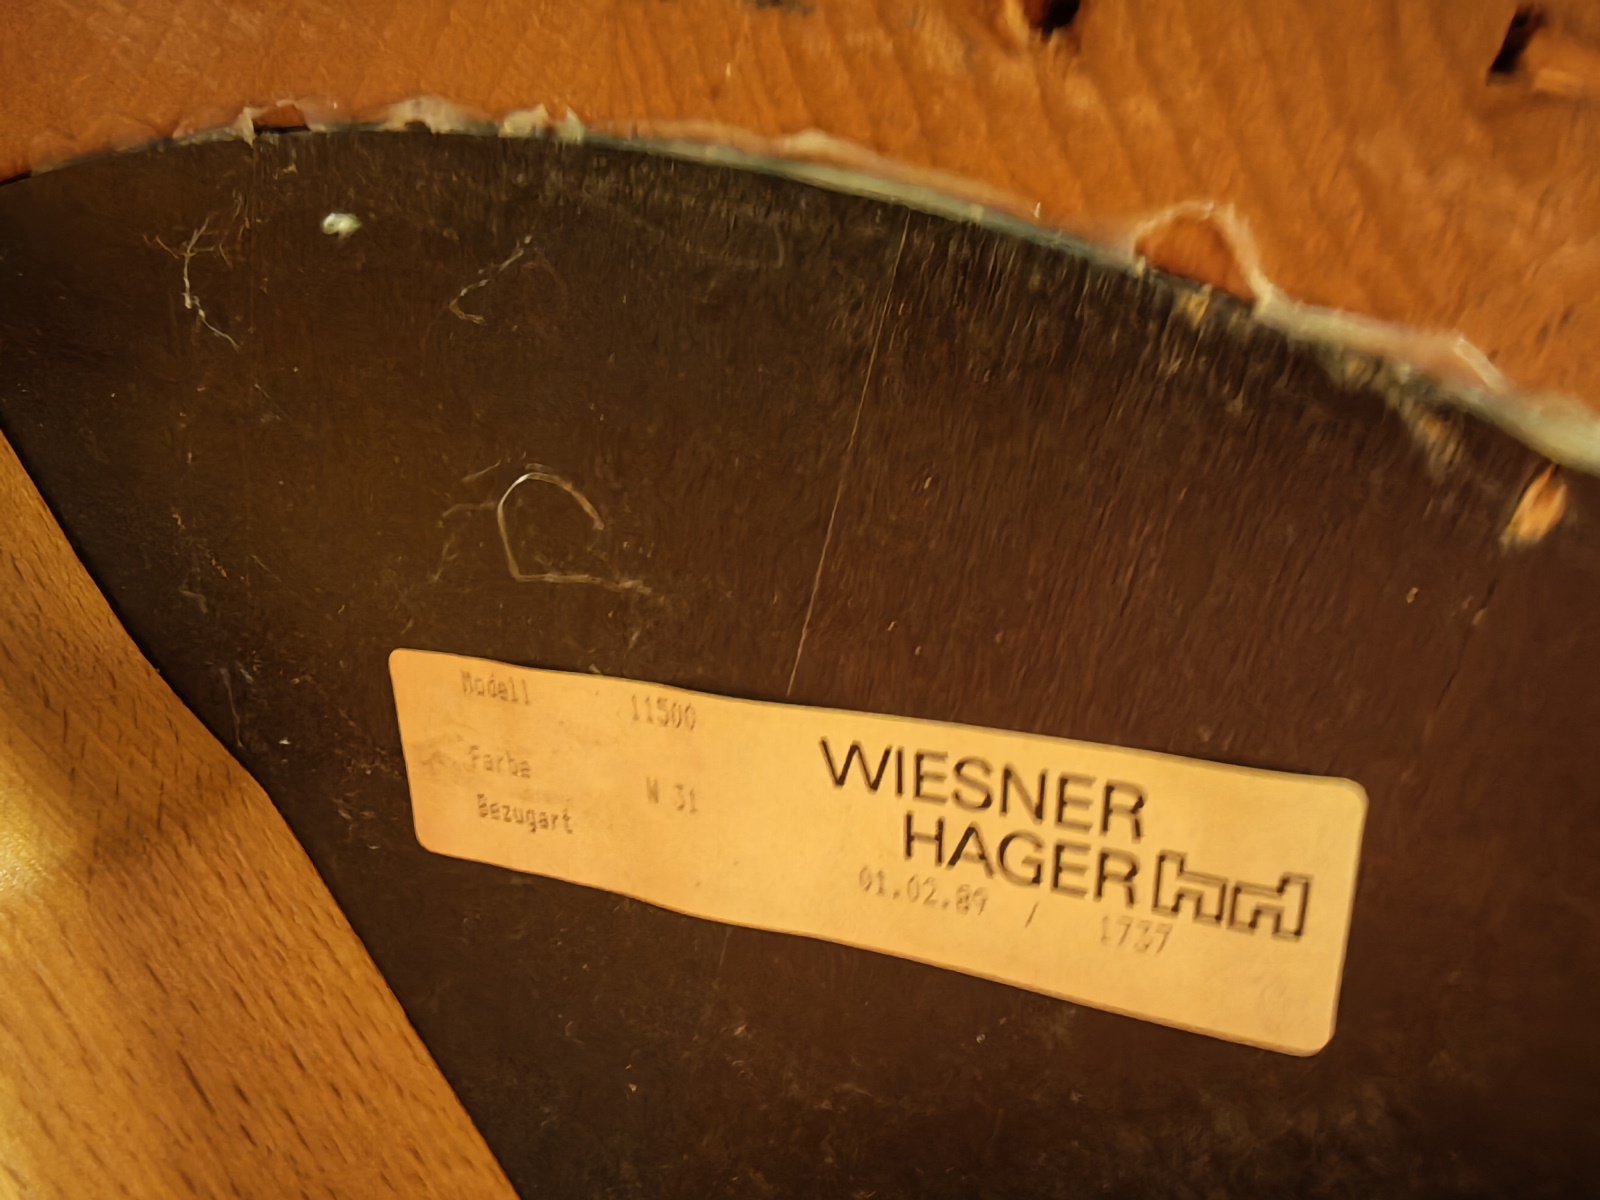 Modell 11500
Farbe W 31
Bezugart
WIESNER
HAGER
01.02.89 / 1737